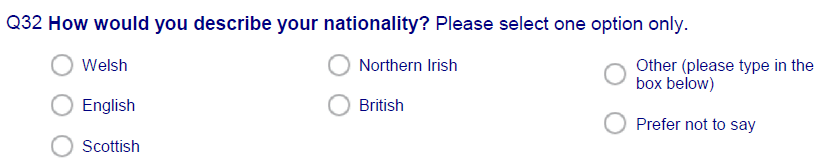 Q32 How would you describe your nationality? Please select one option only.
Welsh
English
Scottish
Northern Irish
British
Other (please type in the
box below)
Prefer not to say